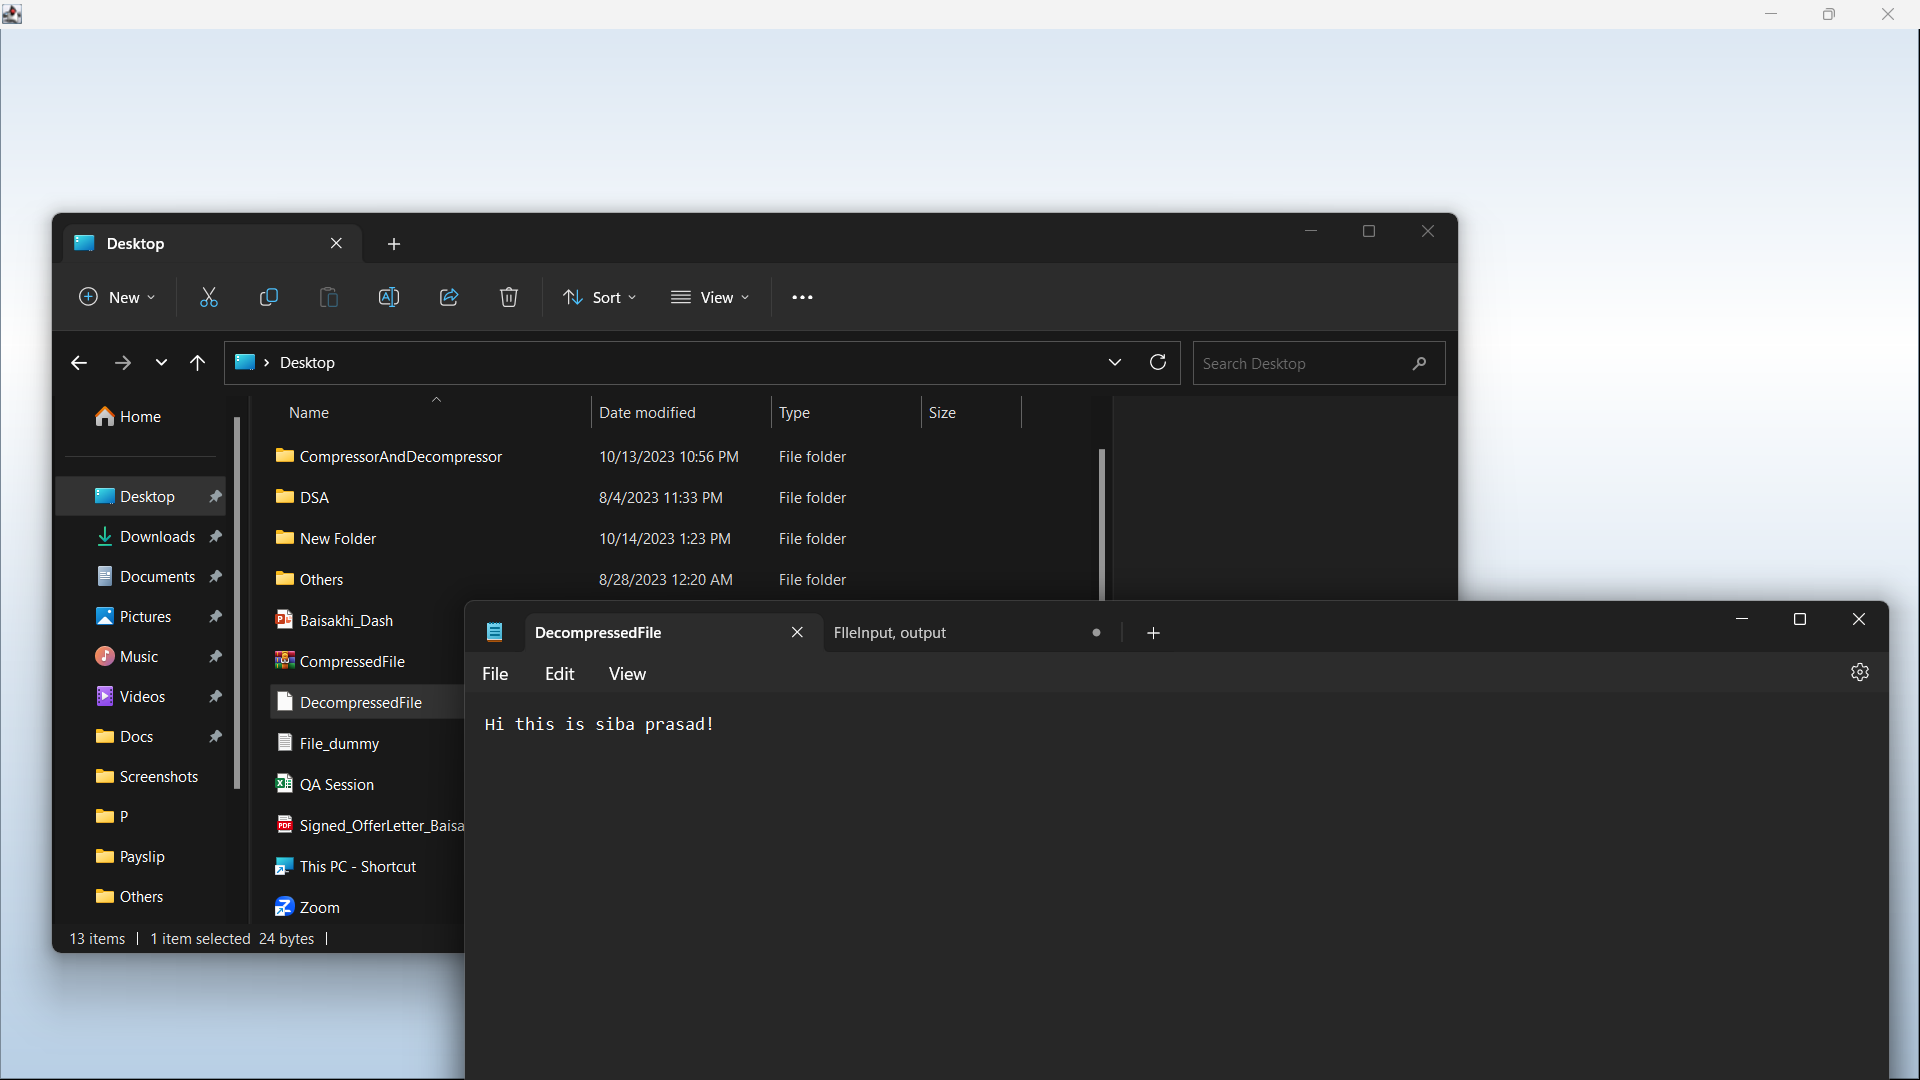 Desktop
New
Sort
View
Desktop
Search Desktop
Home
Desktop
Downloads
Documents
Pictures
Music
Videos
Docs
Screenshots
P
Payslip
Others
Name Date modified Type Size
CompressorAndDecompressor 10/13/2023 10:56 PM File folder
DSA 8/4/2023 11:33 PM File folder
New Folder 10/14/2023 1:23 PM File folder
Others 8/28/2023 12:20 AM File folder
Baisakhi_Dash
CompressedFile
DecompressedFile
File_dummy
QA Session
Signed_OfferLetter_Baisa
This PC - Shortcut
Zoom
13 items 1 item selected 24 bytes
DecompressedFile
FIleInput, output
File Edit View
Hi this is siba prasad!